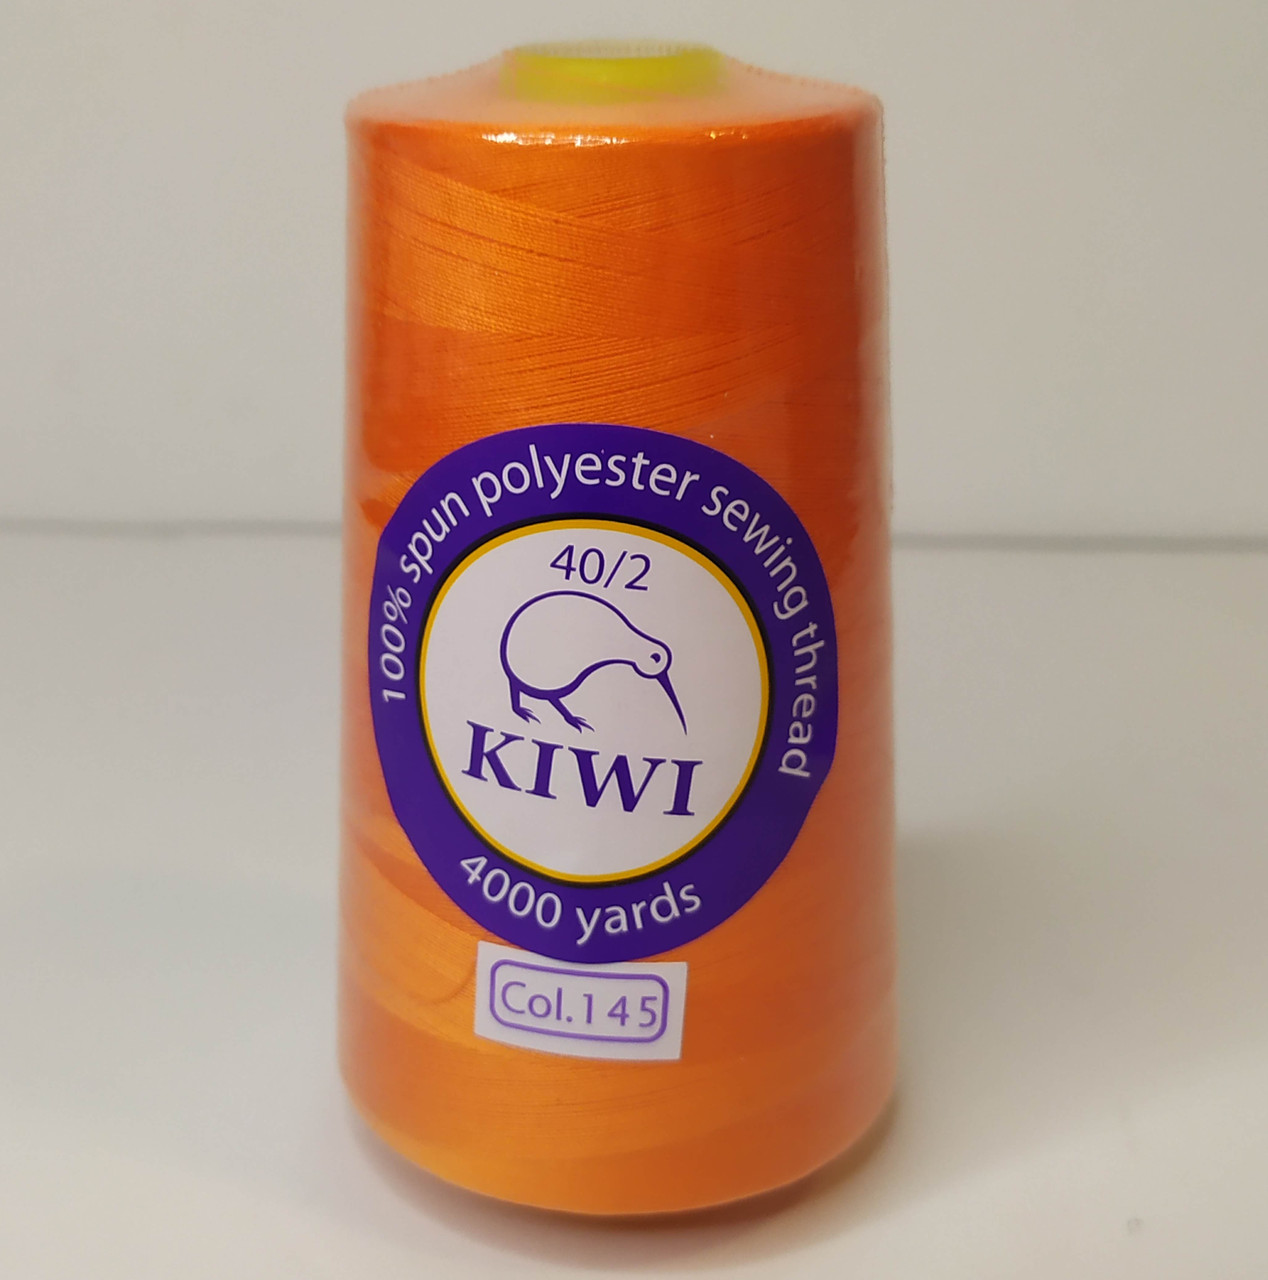 100% spun polyester sewing thread
40/2
KIWI
4000 yards
Col.145